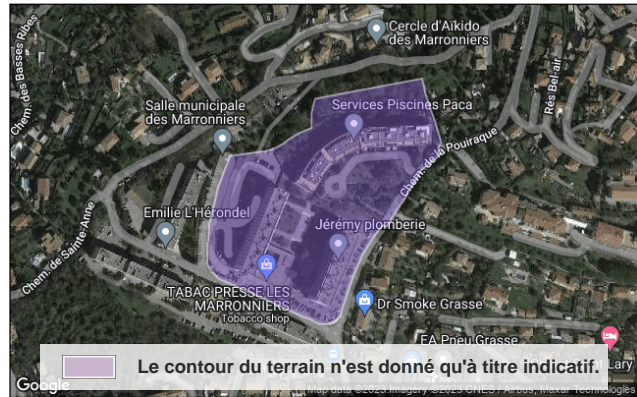 Cercle d'Aïkido
des Marronniers
Chem. des Basses Ribes
Rés Bel-air
Services Piscines Paca
Salle municipale
des Marronniers
Chem. de la Pouiraque
Emilie L'Hérondel
Jérémy plomberie
Chem. de Sainte-Anne
TABAC PRESSE LES
MARRONNIERS
Tobacco shop
Dr Smoke Grasse
EA Pneu Grasse
Lary
Le contour du terrain n'est donné qu'à titre indicatif.
Google
Map data ©2023 Imagery ©2023 CNES / Airbus, Maxar Technologies